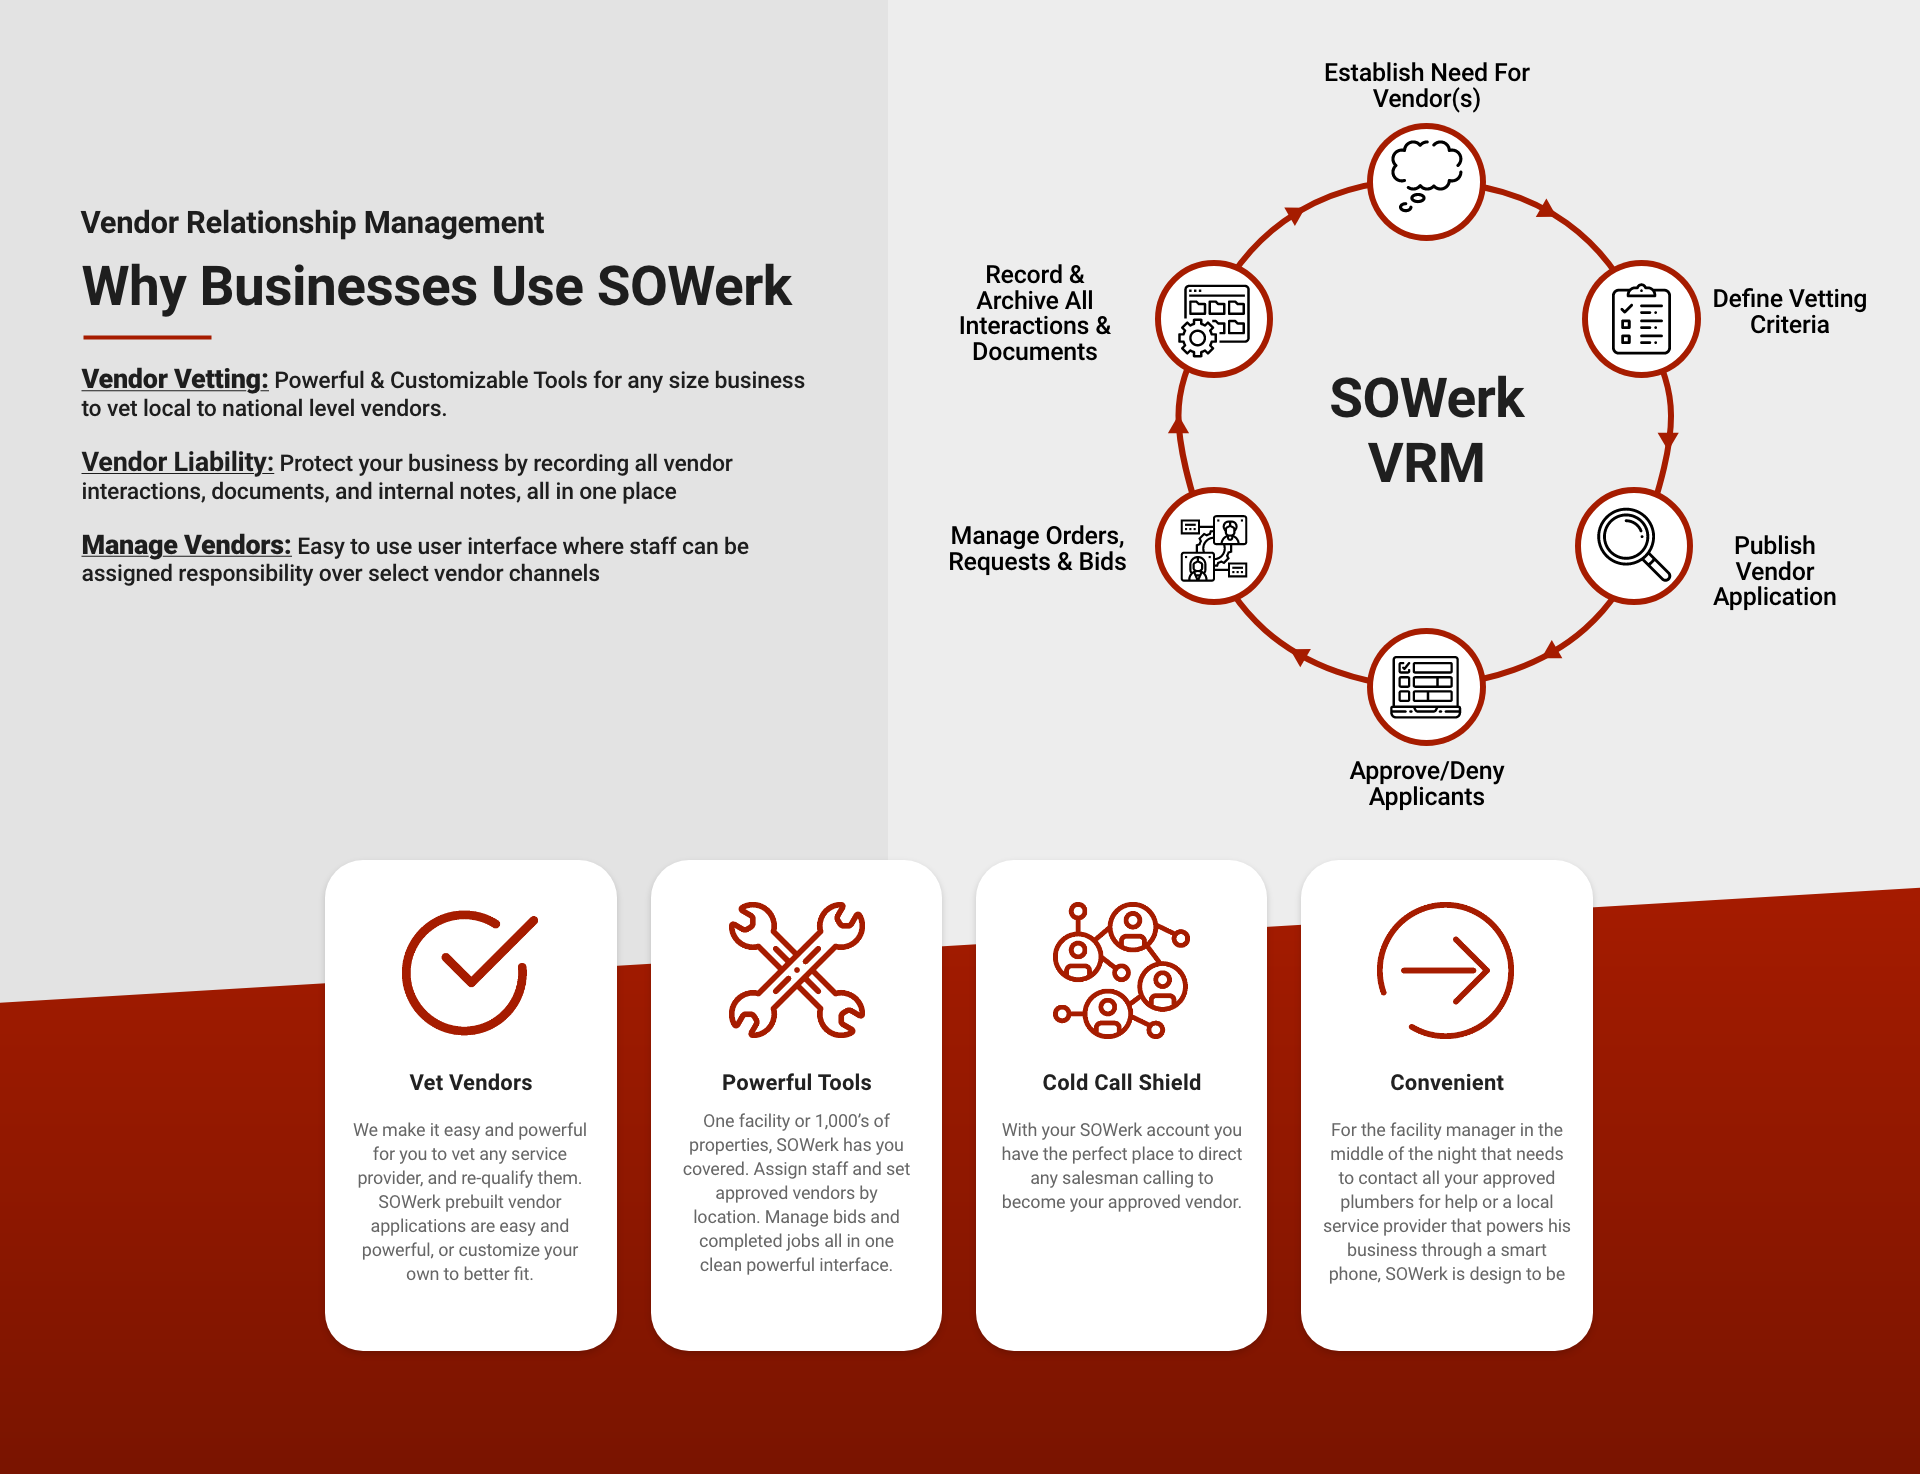 Vendor Relationship Management
Why Businesses Use SOWerk
Vendor Vetting: Powerful & Customizable Tools for any size business
to vet local to national level vendors.
Vendor Liability: Protect your business by recording all vendor
interactions, documents, and internal notes, all in one place
Manage Vendors: Easy to use user interface where staff can be
assigned responsibility over select vendor channels
Establish Need For
Vendor(s)
Define Vetting
Criteria
Publish
Vendor
Application
Approve/Deny
Applicants
Manage Orders,
Requests & Bids
Record &
Archive All
Interactions &
Documents
SOWerk
VRM
Vet Vendors
We make it easy and powerful
for you to vet any service
provider, and re-qualify them.
SOWerk prebuilt vendor
applications are easy and
powerful, or customize your
own to better fit.
Powerful Tools
One facility or 1,000’s of
properties, SOWerk has you
covered. Assign staff and set
approved vendors by
location. Manage bids and
completed jobs all in one
clean powerful interface.
Cold Call Shield
With your SOWerk account you
have the perfect place to direct
any salesman calling to
become your approved vendor.
Convenient
For the facility manager in the
middle of the night that needs
to contact all your approved
plumbers for help or a local
service provider that powers his
business through a smart
phone, SOWerk is design to be